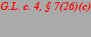 G.L. c. 4, § 7(26)(c)